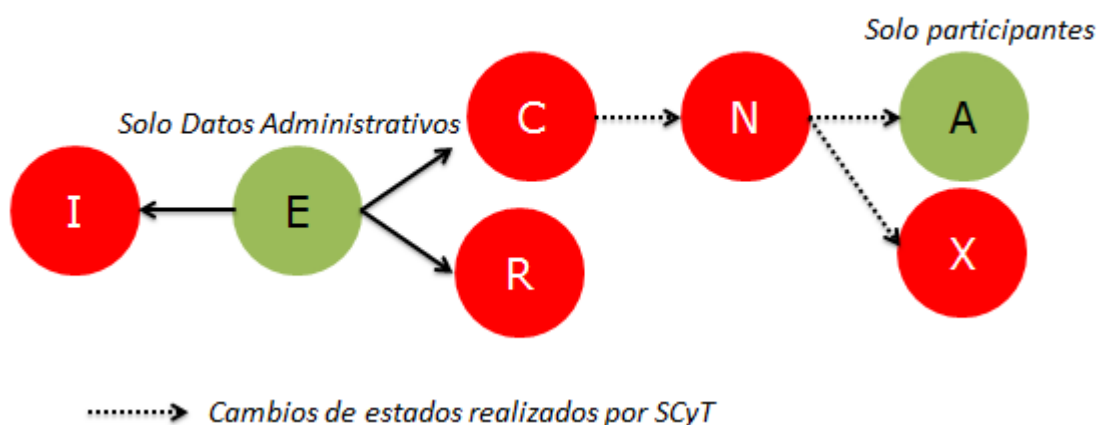 Solo participantes
Solo Datos Administrativos
C
N
A
I
E
R
X
Cambios de estados realizados por SCyT